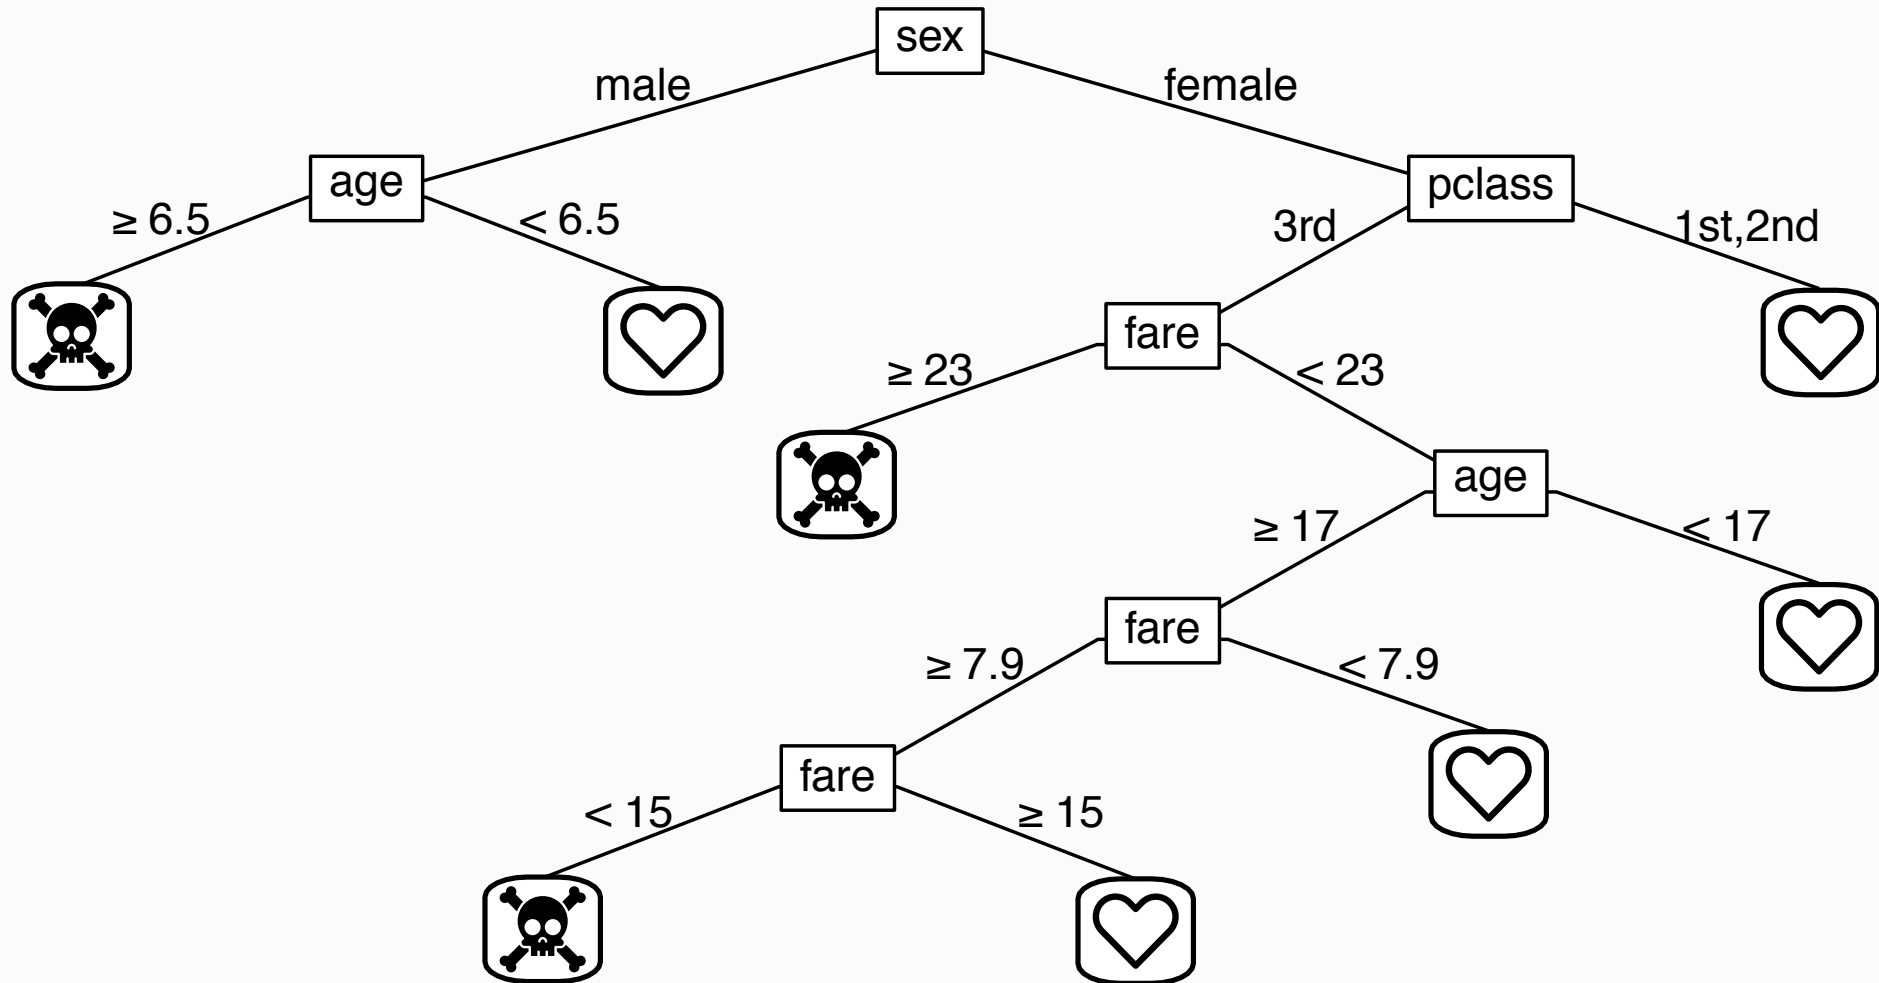 sex
male
female
age
pclass
≥ 6.5
< 6.5
3rd
1st,2nd
fare
≥ 23
< 23
age
≥ 17
< 17
fare
≥ 7.9
< 7.9
fare
< 15
≥ 15